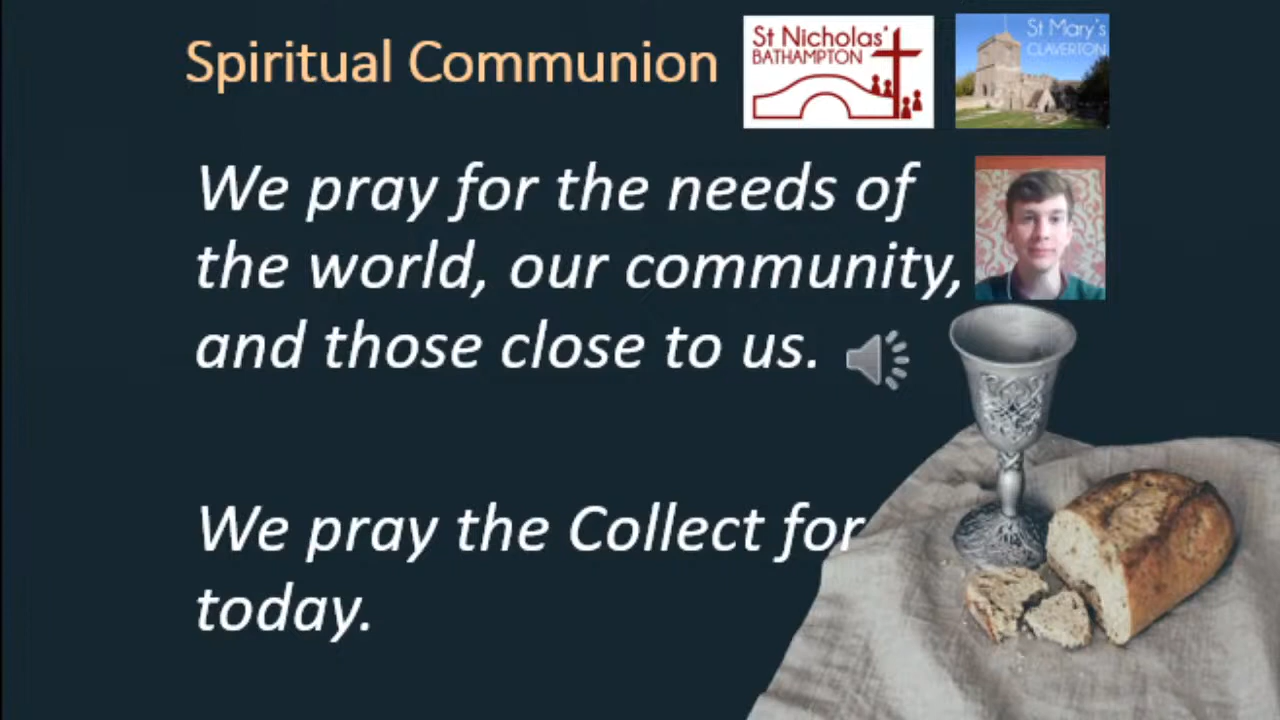 Spiritual Communion
St Nicholas'
BATHAMPTON
St Mary's
CLAVERTON
We pray for the needs of
the world, our community,
and those close to us.
We pray the Collect for
today.